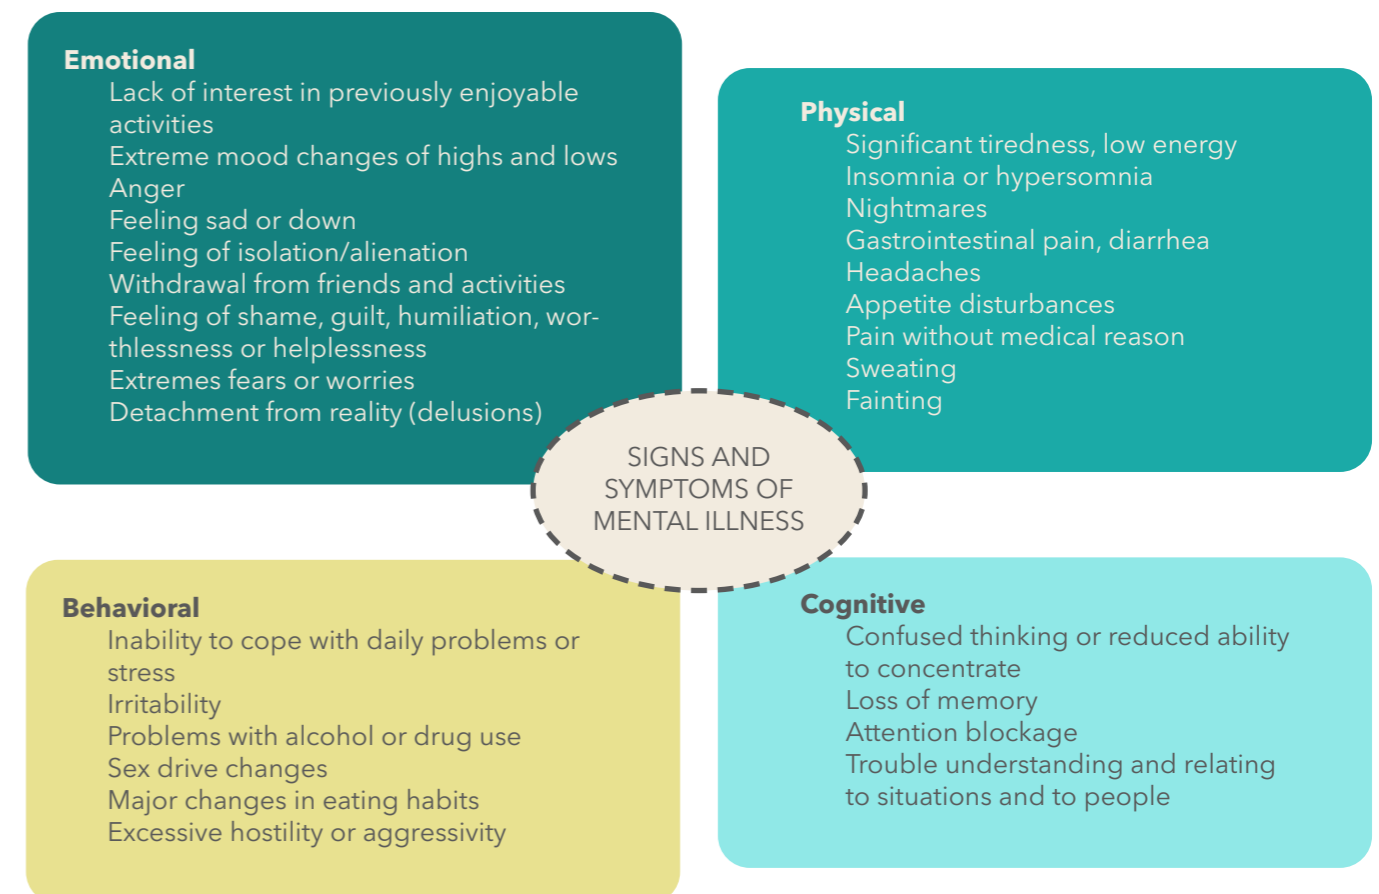 Emotional
Lack of interest in previously enjoyable
activities
Extreme mood changes of highs and lows
Anger
Feeling sad or down
Feeling of isolation/alienation
Withdrawal from friends and activities
Feeling of shame, guilt, humiliation, wor-
thlessness or helplessness
Extremes fears or worries
Detachment from reality (delusions)
Physical
Significant tiredness, low energy
Insomnia or hypersomnia
Nightmares
Gastrointestinal pain, diarrhea
Headaches
Appetite disturbances
Pain without medical reason
Sweating
Fainting
SIGNS AND
SYMPTOMS OF
MENTAL ILLNESS
Behavioral
Inability to cope with daily problems or
stress
Irritability
Problems with alcohol or drug use
Sex drive changes
Major changes in eating habits
Excessive hostility or aggressivity
Cognitive
Confused thinking or reduced ability
to concentrate
Loss of memory
Attention blockage
Trouble understanding and relating
to situations and to people